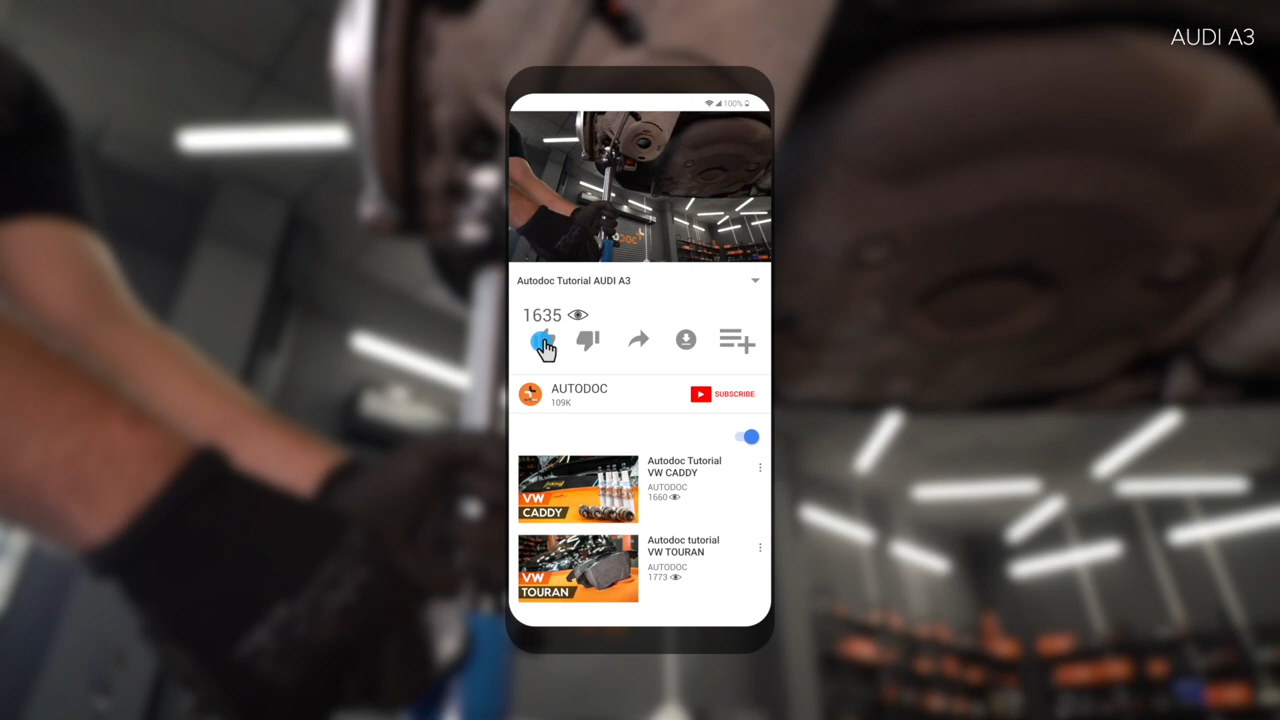 AUDI A3
100%
Autodoc Tutorial AUDI A3
1635
AUTODOC
109K
SUBSCRIBE
VW
CADDY
Autodoc Tutorial
VW CADDY
AUTODOC
1660
VW
TOURAN
Autodoc tutorial
VW TOURAN
AUTODOC
1773